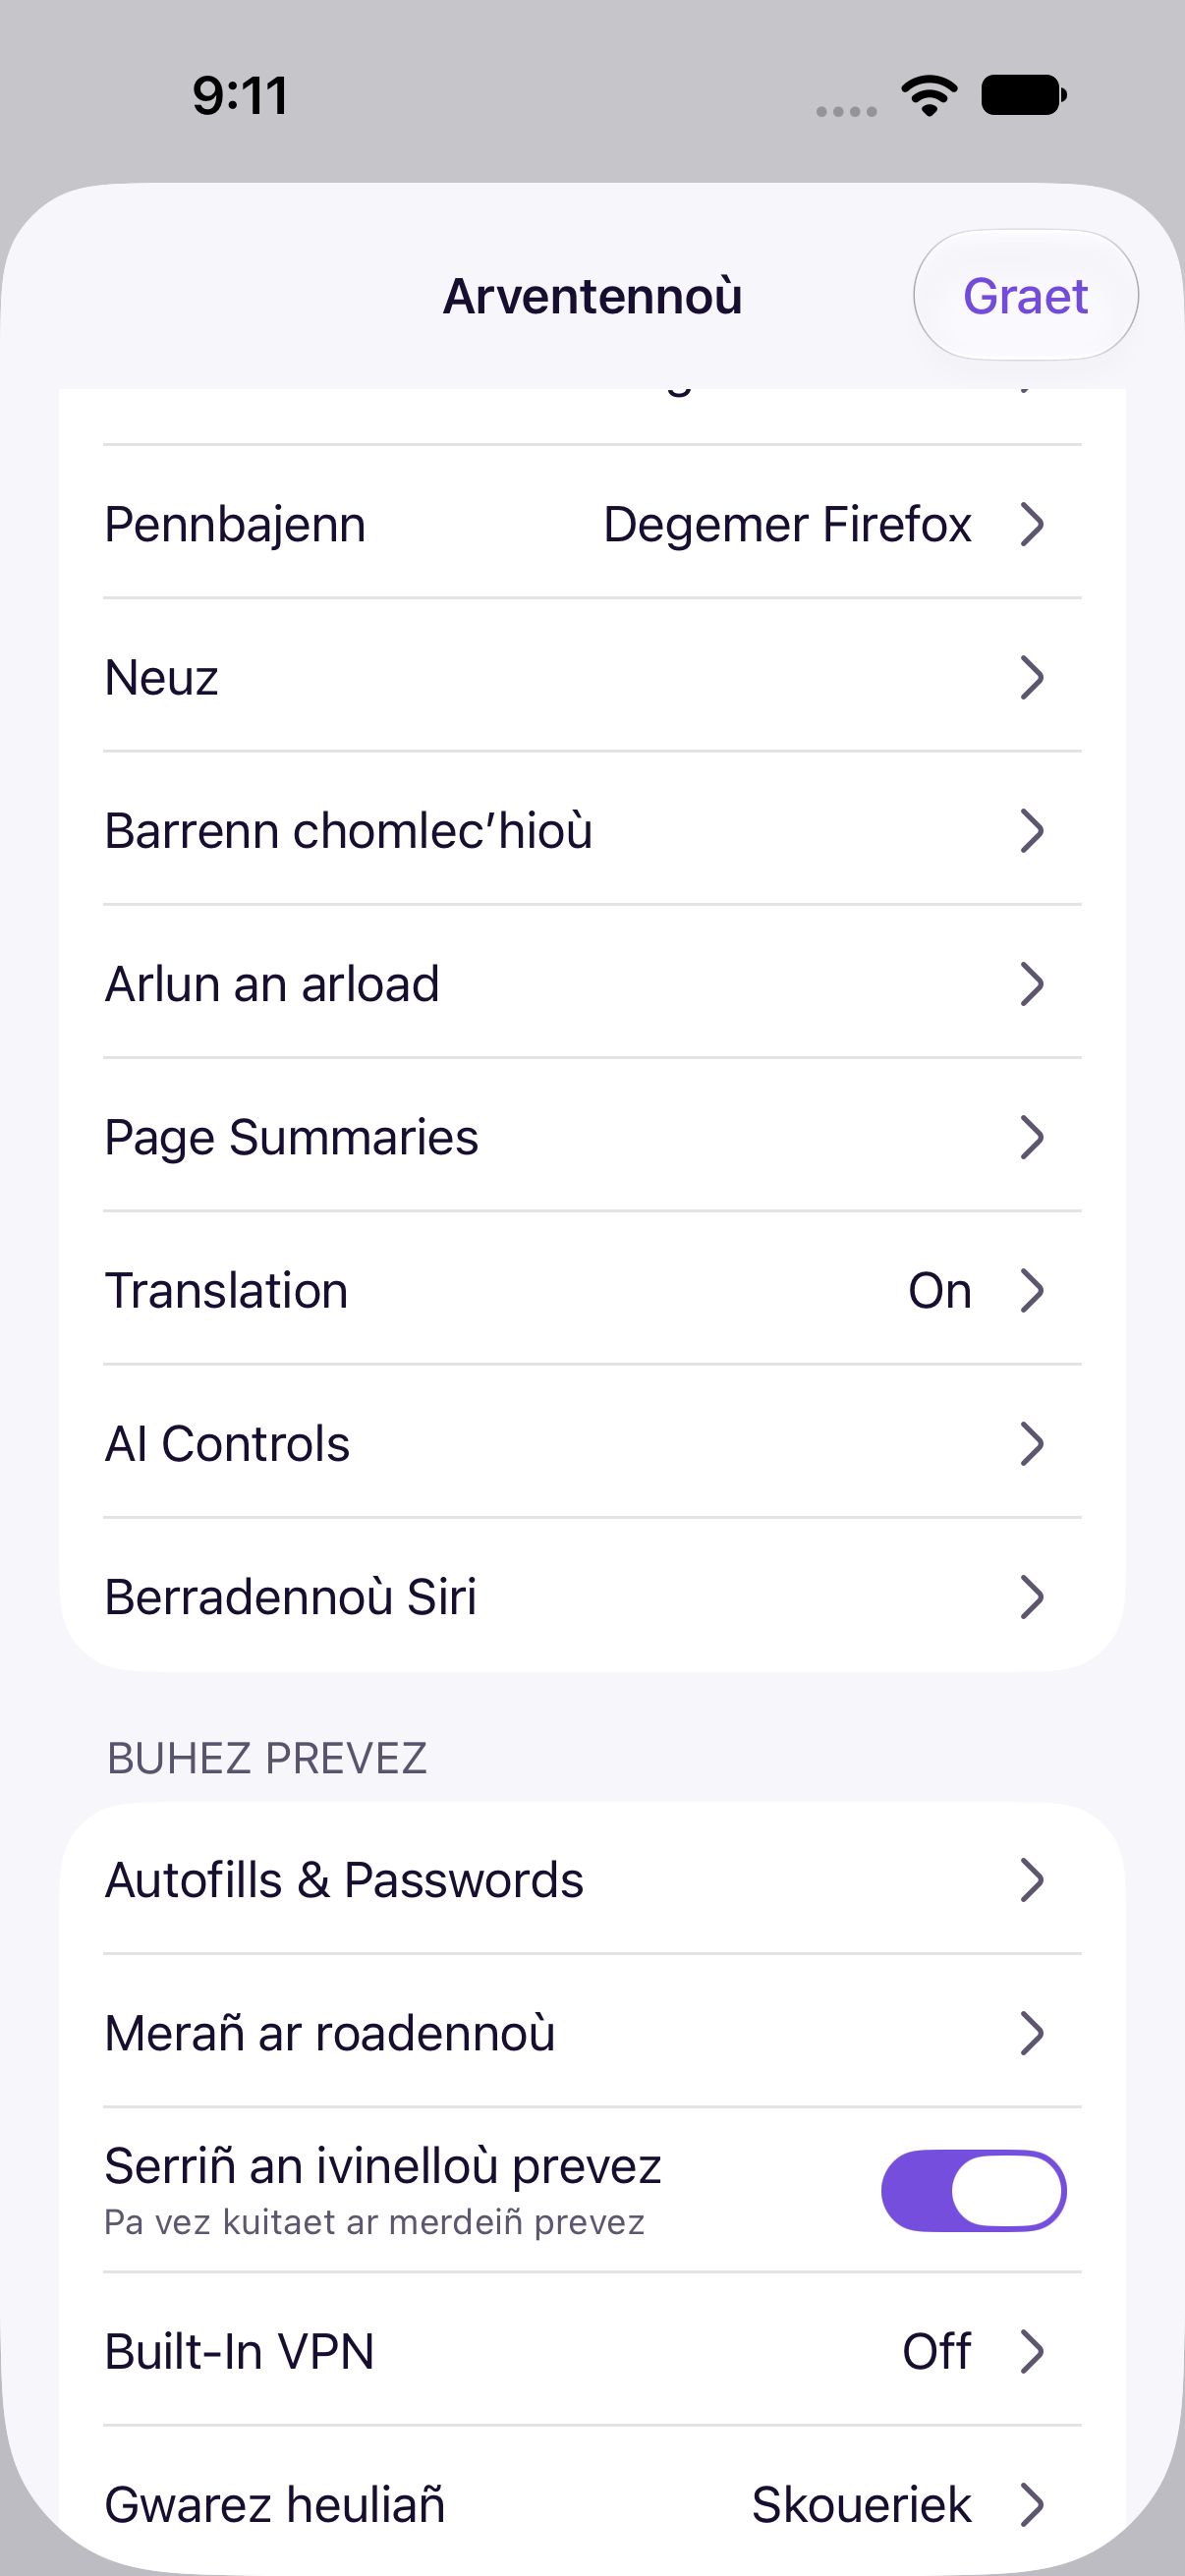 9:11
Arventennoù
Graet
Pennbajenn
Degemer Firefox
Neuz
Barrenn chomlec’hioù
Arlun an arload
Page Summaries
Translation
On
AI Controls
Berradennoù Siri
BUHEZ PREVEZ
Autofills & Passwords
Merañ ar roadennoù
Serriñ an ivinelloù prevez
Pa vez kuitaet ar merdeiñ prevez
Built-In VPN
Off
Gwarez heuliañ
Skoueriek